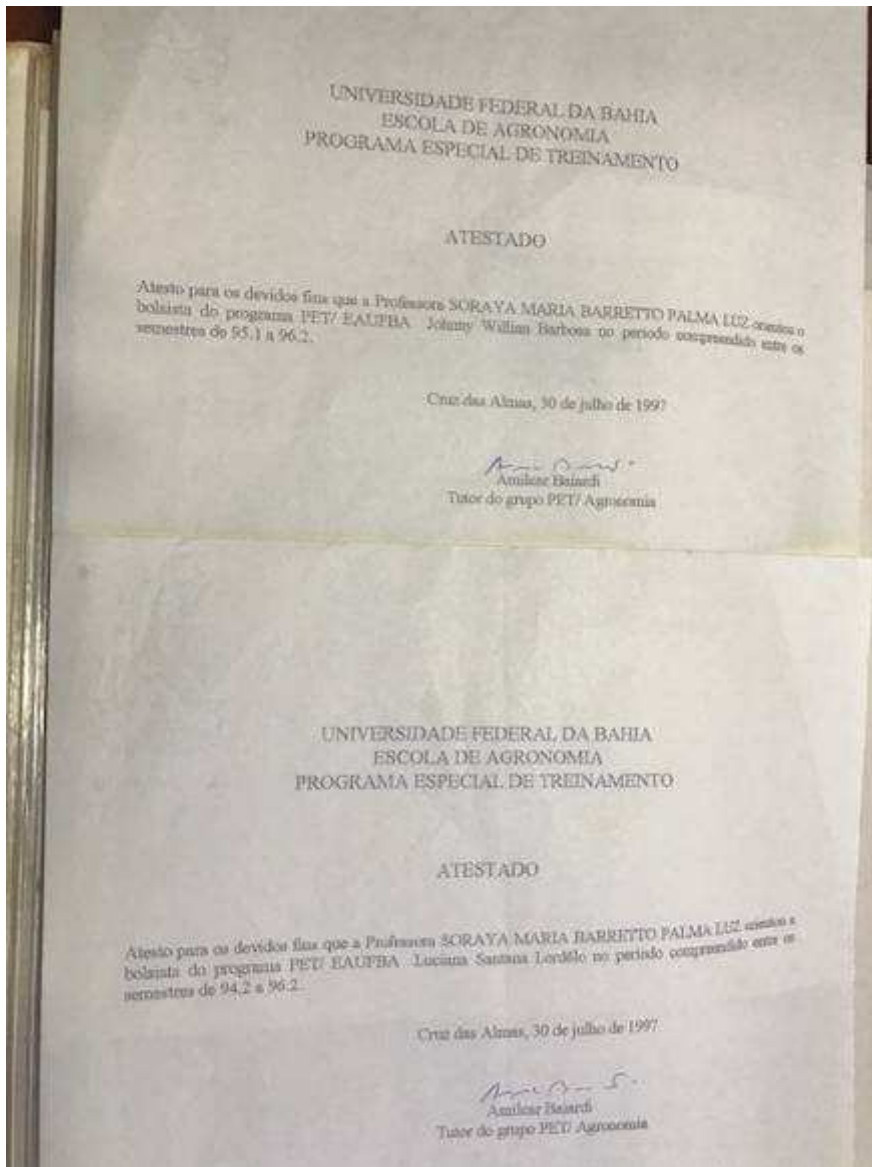 UNIVERSIDADE FEDERAL DA BAHIA
ESCOLA DE AGRONOMIA
PROGRAMA ESPECIAL DE TREINAMENTO
ATESTADO
Atesto para os devidos fins que a Professora SORAYA MARIA BARRETTO PALMA LUZ orientou o
bolsista do programa PET/ EAUFBA Johnny Willian Barbosa no período compreendido entre os
semestres de 95.1 a 96.2.
Cruz das Almas, 30 de julho de 1997
Amilcar Baiardi
Tutor do grupo PET/ Agronomia
UNIVERSIDADE FEDERAL DA BAHIA
ESCOLA DE AGRONOMIA
PROGRAMA ESPECIAL DE TREINAMENTO
ATESTADO
Atesto para os devidos fins que a Professora SORAYA MARIA BARRETTO PALMA LUZ orientou a
bolsista do programa PET/ EAUFBA Luciana Santana Lordêlo no período compreendido entre os
semestres de 94.2 a 96.2.
Cruz das Almas, 30 de julho de 1997
Amilcar Baiardi
Tutor do grupo PET/ Agronomia